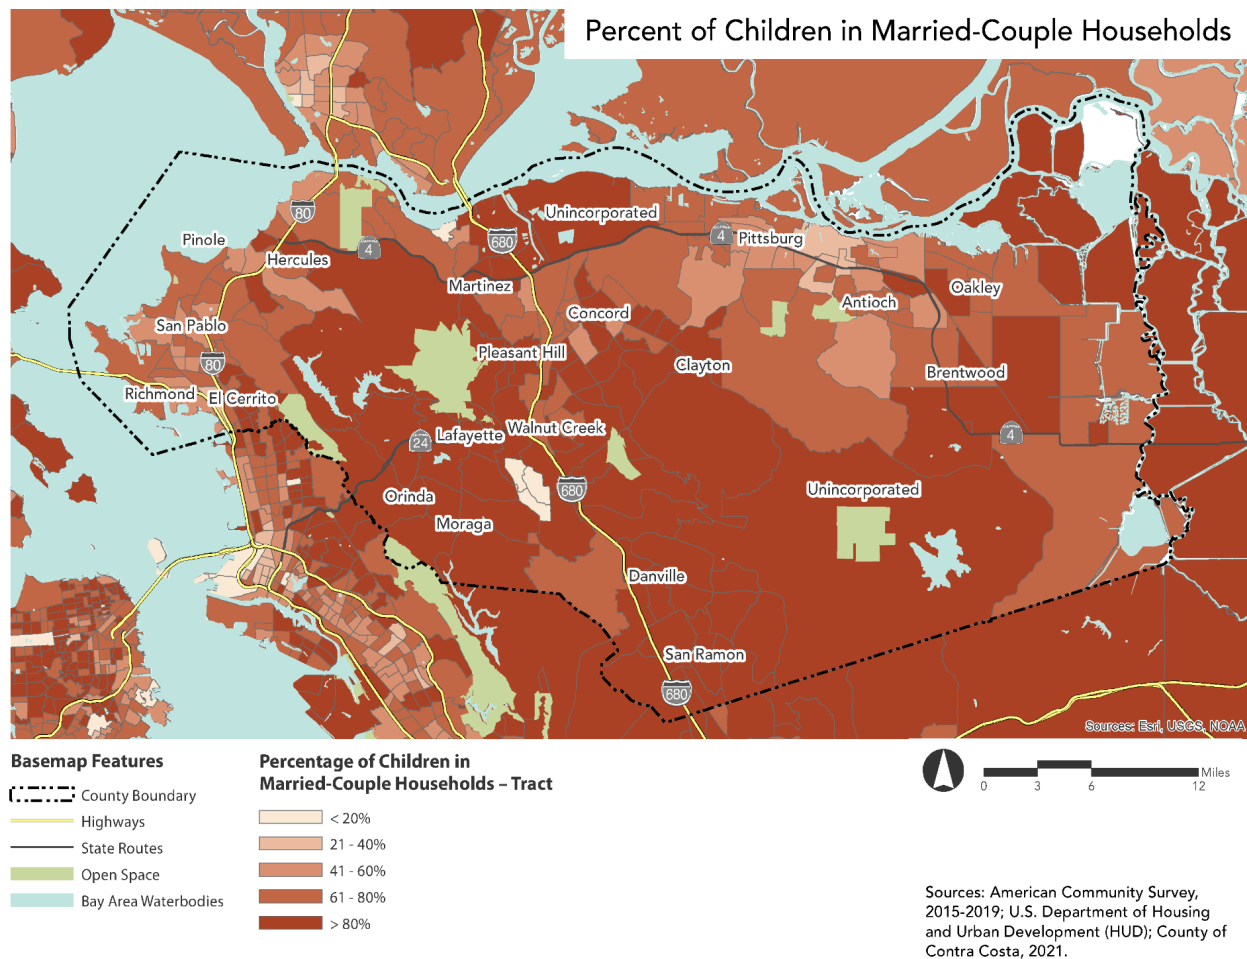 Percent of Children in Married-Couple Households
80
Unincorporated
Pinole
4
680
4
Pittsburg
Hercules
Martinez
Oakley
Antioch
Concord
San Pablo
Pleasant Hill
80
Clayton
Brentwood
Richmond
El Cerrito
Walnut Creek
Lafayette
24
4
Orinda
680
Unincorporated
Moraga
Danville
San Ramon
680
Sources: Esri, USGS, NOAA
Basemap Features
County Boundary
Highways
State Routes
Open Space
Bay Area Waterbodies
Percentage of Children in
Married-Couple Households – Tract
< 20%
21 - 40%
41 - 60%
61 - 80%
> 80%
Miles
0 3 6 12
Sources: American Community Survey,
2015-2019; U.S. Department of Housing
and Urban Development (HUD); County of
Contra Costa, 2021.